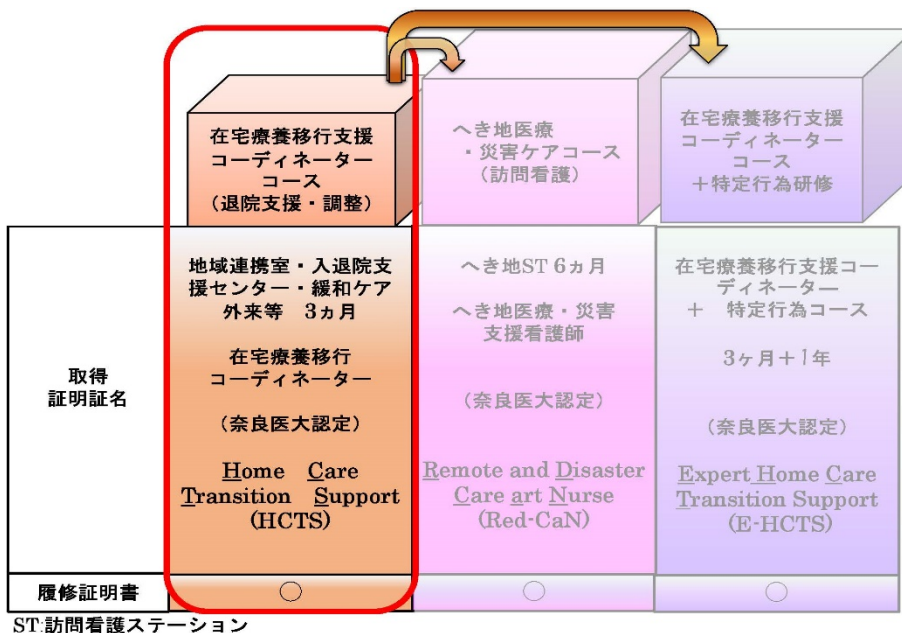 在宅療養移行支援
コーディネーター
コース
(退院支援・調整)
へき地医療
・災害ケアコース
(訪問看護)
在宅療養移行支援
コーディネーター
コース
＋特定行為研修
取得
証明証名
地域連携室・入退院支
援センター・緩和ケア
外来等　3ヵ月
在宅療養移行
コーディネーター
(奈良医大認定)
Home Care
Transition Support
(HCTS)
へき地ST 6ヵ月
へき地医療・災害
支援看護師
(奈良医大認定)
Remote and Disaster
Care art Nurse
(Red-CaN)
在宅療養移行支援コー
ディネーター
＋　特定行為コース
3ヶ月＋1年
(奈良医大認定)
Expert Home Care
Transition Support
(E-HCTS)
履修証明書
○
○
○
ST:訪問看護ステーション